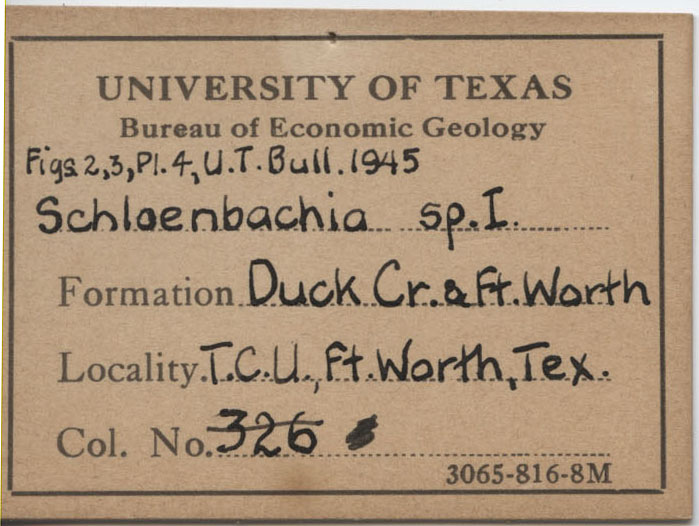 UNIVERSITY OF TEXAS
Bureau of Economic Geology
Figs 2,3, Pl. 4, U.T. Bull. 1945
Schloenbachia sp. I.
Formation Duck Cr. & Ft. Worth
Locality. T.C.U., Ft. Worth, Tex.
Col. No. 326
3065-816-8M